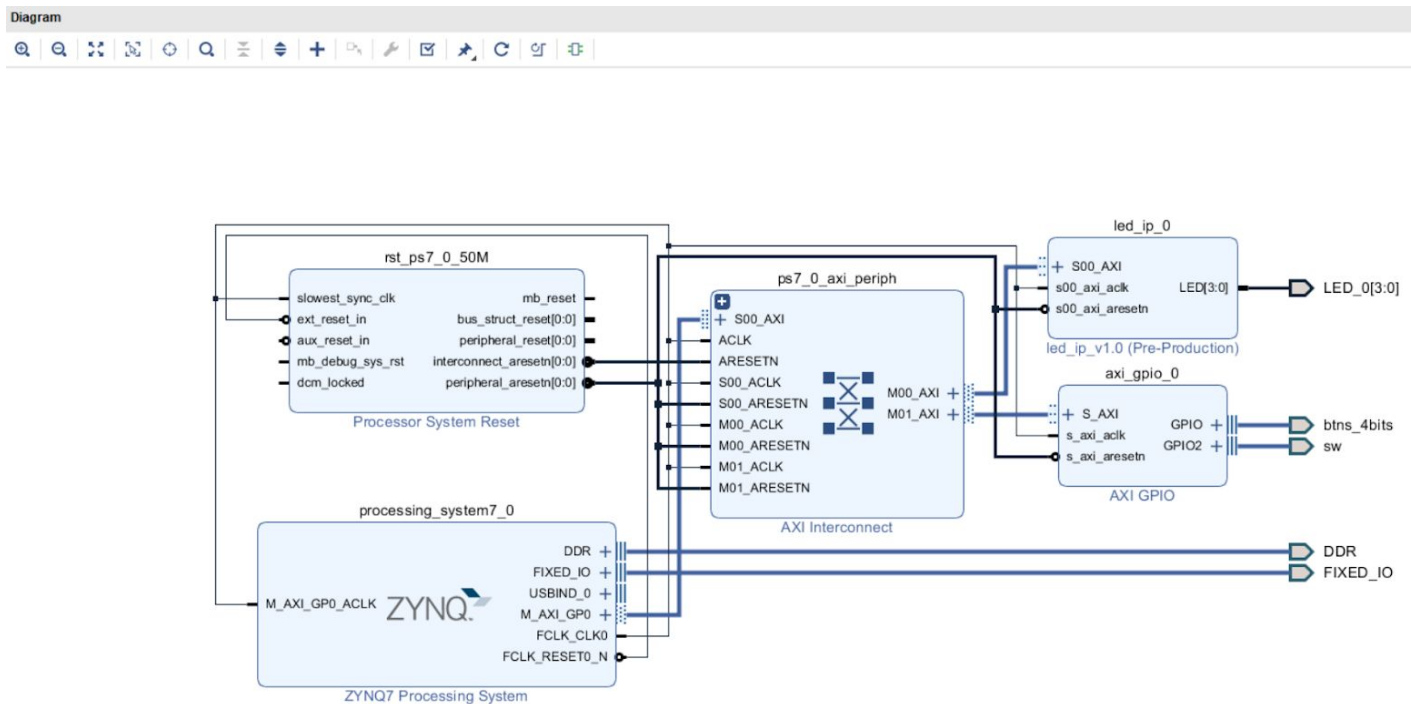 Diagram
rst_ps7_0_50M
slowest_sync_clk
ext_reset_in
aux_reset_in
mb_debug_sys_rst
dcm_locked
mb_reset
bus_struct_reset[0:0]
peripheral_reset[0:0]
interconnect_aresetn[0:0]
peripheral_aresetn[0:0]
Processor System Reset
processing_system7_0
M_AXI_GP0_ACLK
ZYNQ
DDR
FIXED_IO
USBIND_0
M_AXI_GP0
FCLK_CLK0
FCLK_RESET0_N
ZYNQ7 Processing System
ps7_0_axi_periph
S00_AXI
ACLK
ARESETN
S00_ACLK
S00_ARESETN
M00_ACLK
M00_ARESETN
M01_ACLK
M01_ARESETN
M00_AXI
M01_AXI
AXI Interconnect
led_ip_0
S00_AXI
s00_axi_aclk
s00_axi_aresetn
LED[3:0]
led_ip_v1.0 (Pre-Production)
axi_gpio_0
S_AXI
s_axi_aclk
s_axi_aresetn
GPIO
GPIO2
AXI GPIO
LED_0[3:0]
btns_4bits
sw
DDR
FIXED_IO